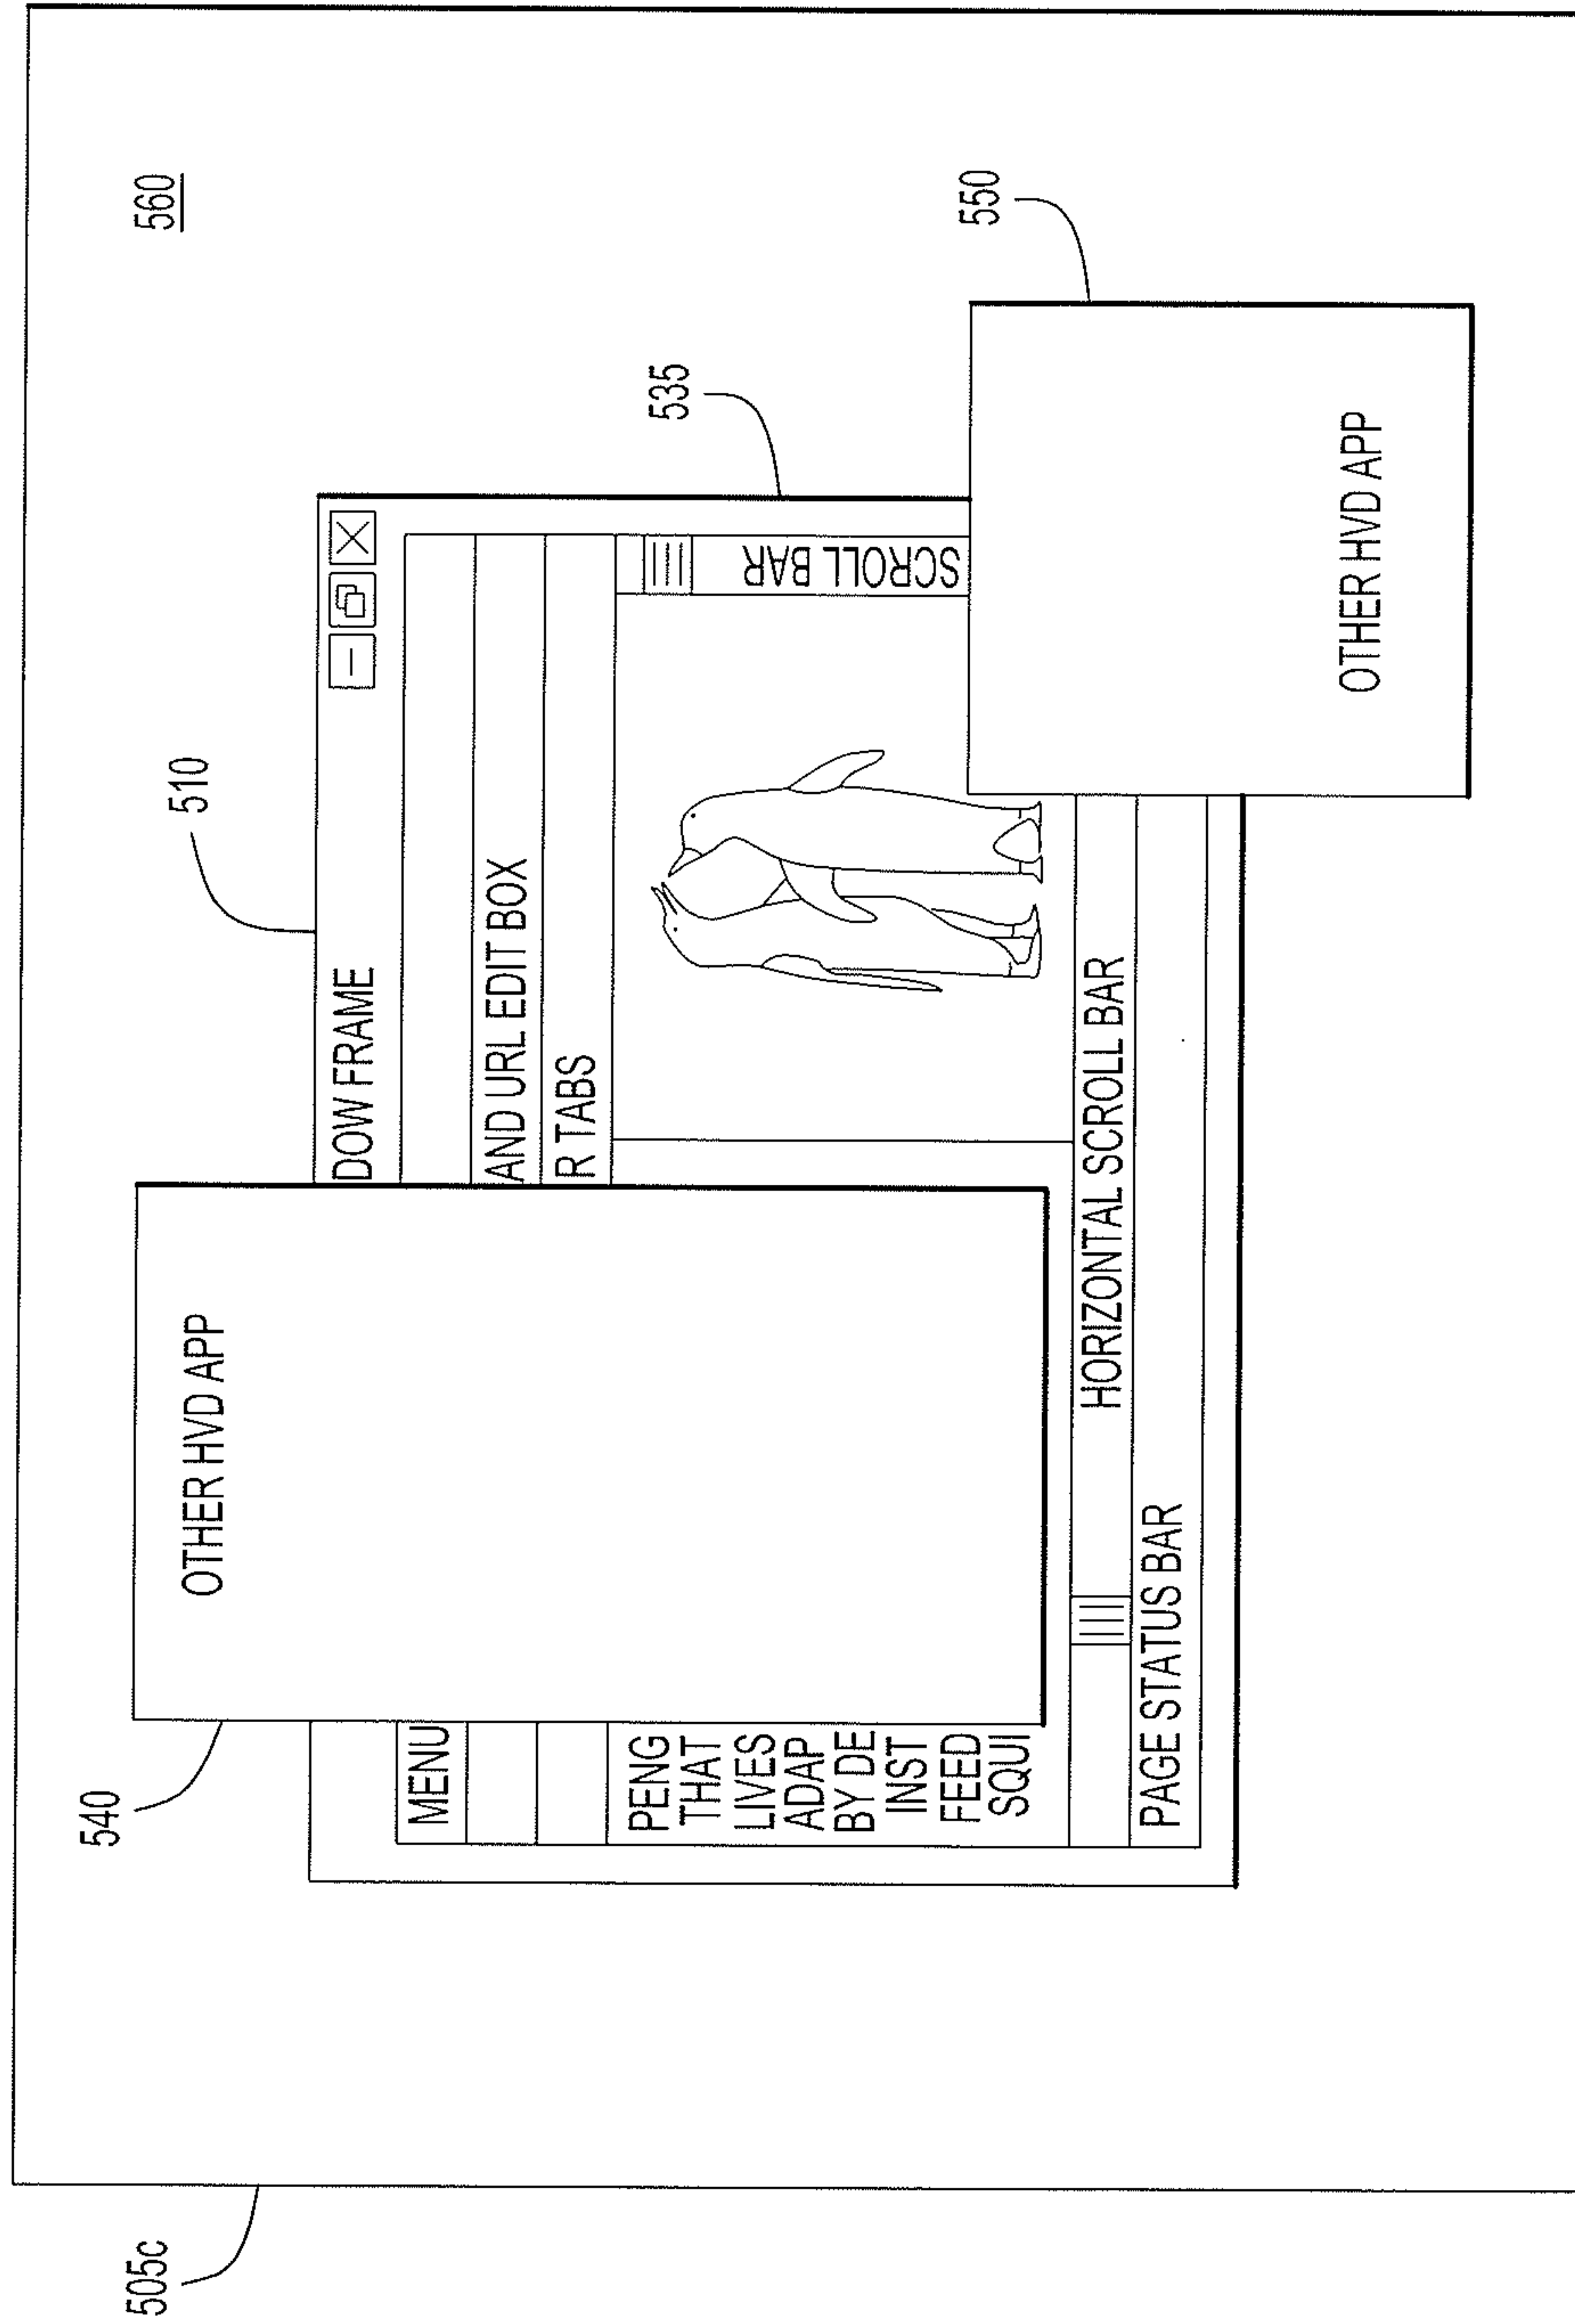 560
510
540
OTHER HVD APP
DOW FRAME
MENU
AND URL EDIT BOX
R TABS
535
PENG
THAT
LIVES
ADAP
BY DE
INST
FEED
SQUI
SCROLL BAR
550
HORIZONTAL SCROLL BAR
PAGE STATUS BAR
OTHER HVD APP
505c